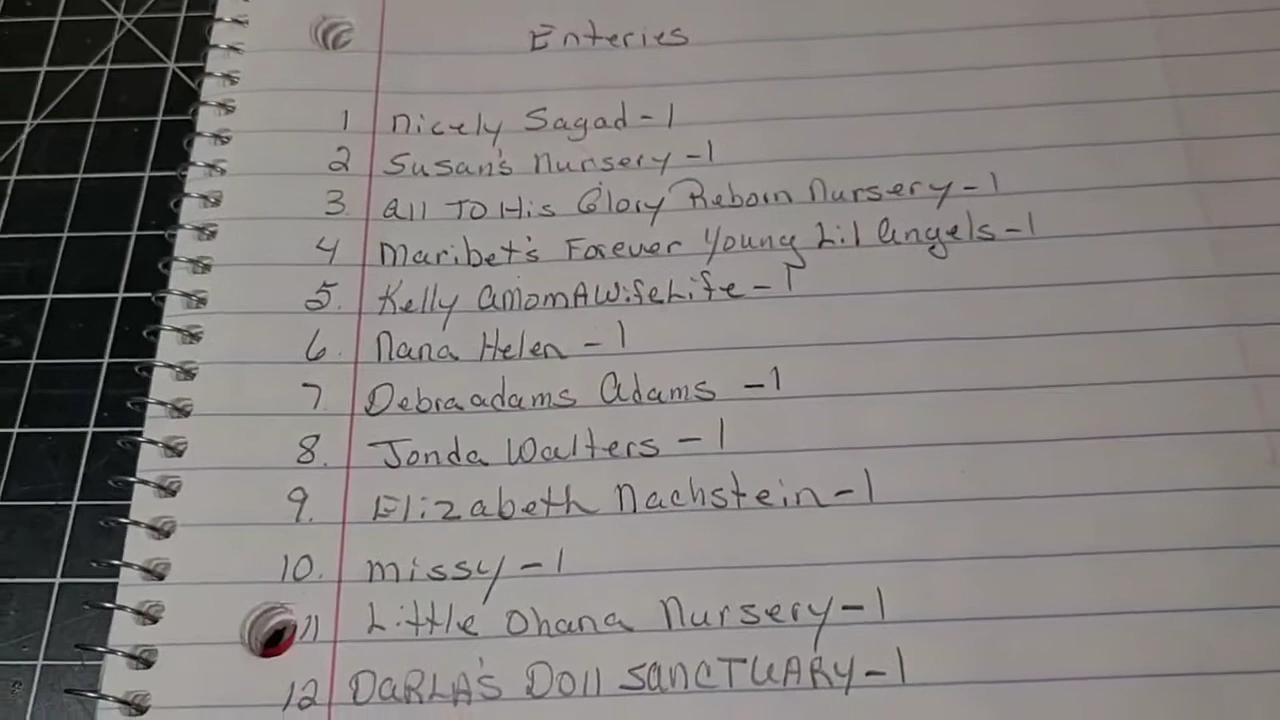 Enteries
1 Nicely Sagad-1
2 Susan's Nursery-1
3. All To His Glory Reborn Nursery-1
4 Maribet's Forever Young Lil Angels-1
5. Kelly AMomAWifeLife-1
6. Nana Helen-1
7. Debraadams Adams-1
8. Jonda Walters-1
9. Elizabeth Nachstein-1
10. missy-1
11 Little Ohana Nursery-1
12 DARLA'S Doll SANCTUARY-1